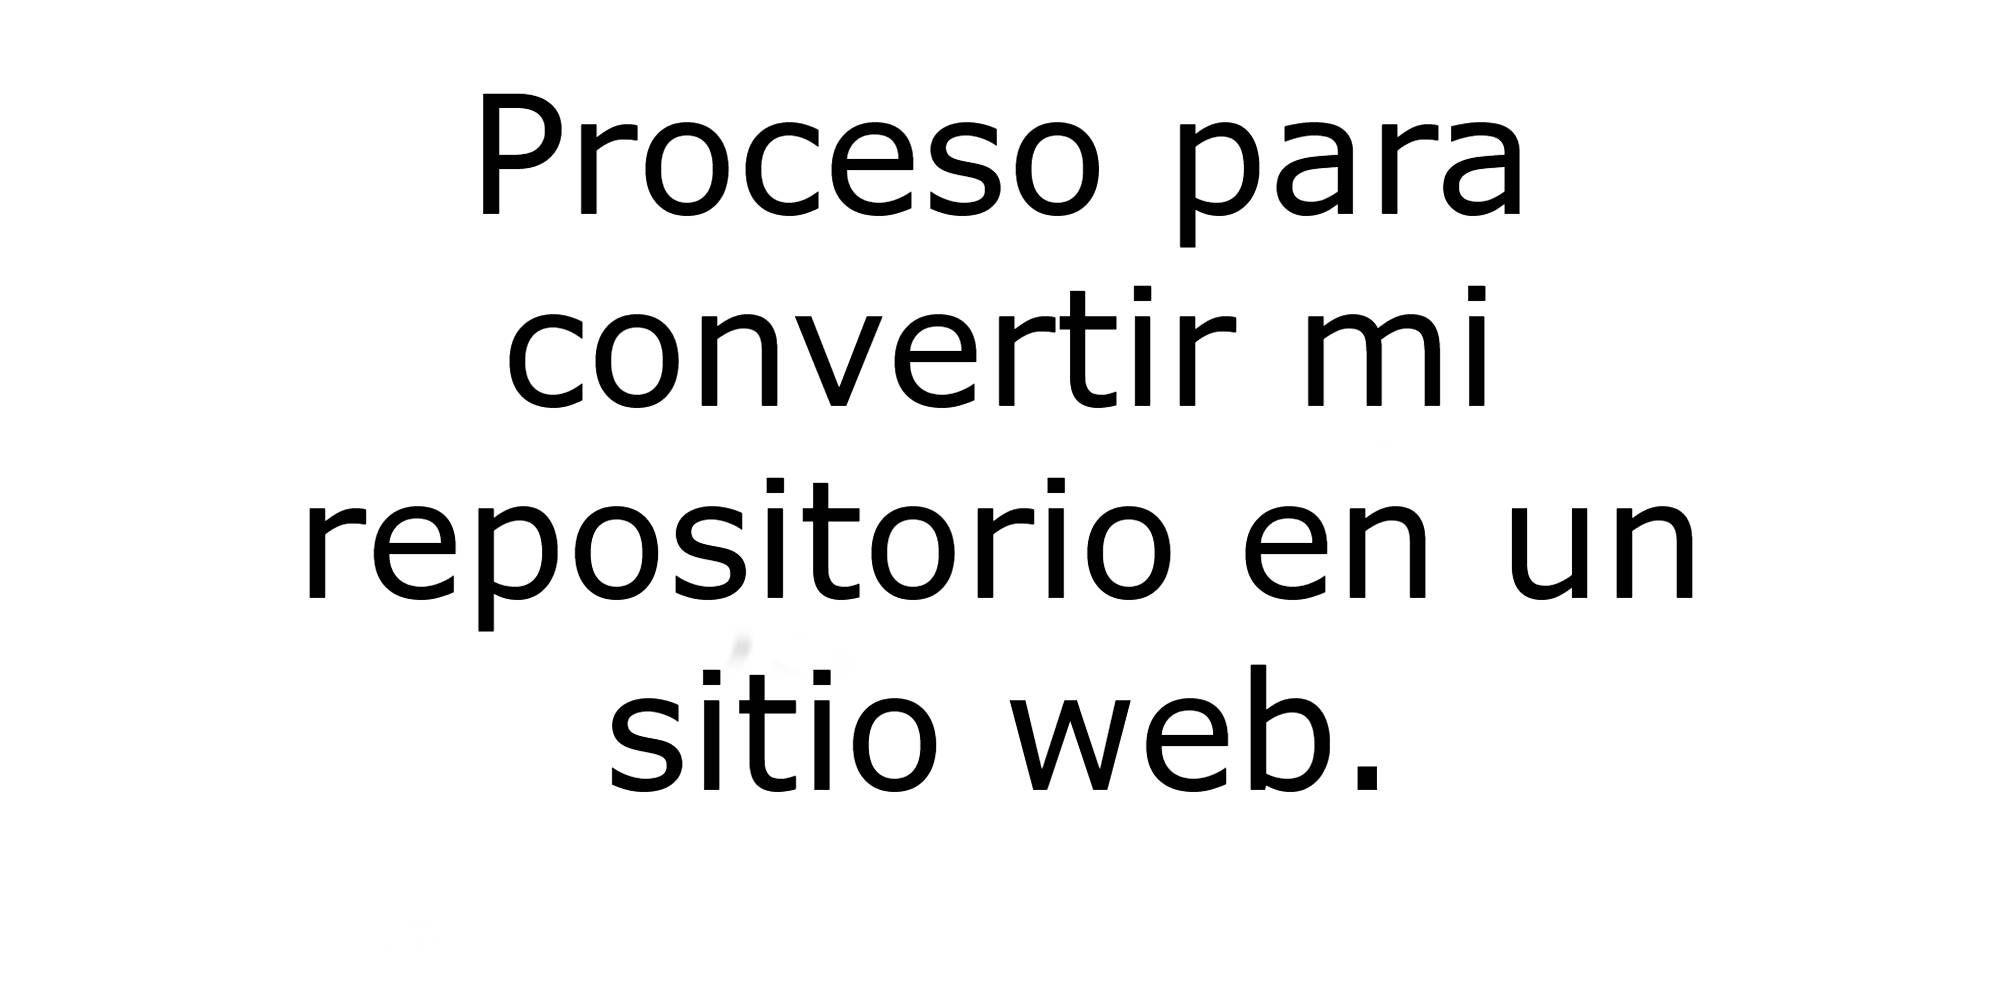 Proceso para
convertir mi
repositorio en un
sitio web.